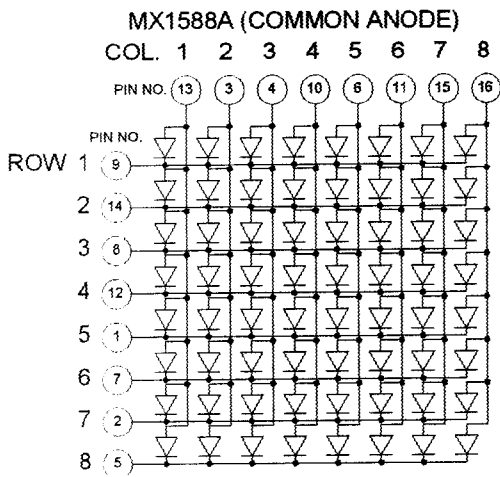 MX1588A (COMMON ANODE)
COL. 1 2 3 4 5 6 7 8
PIN NO. 13 3 4 10 6 11 15 16
PIN NO.
ROW 1 9
2 14
3 8
4 12
5 1
6 7
7 2
8 5